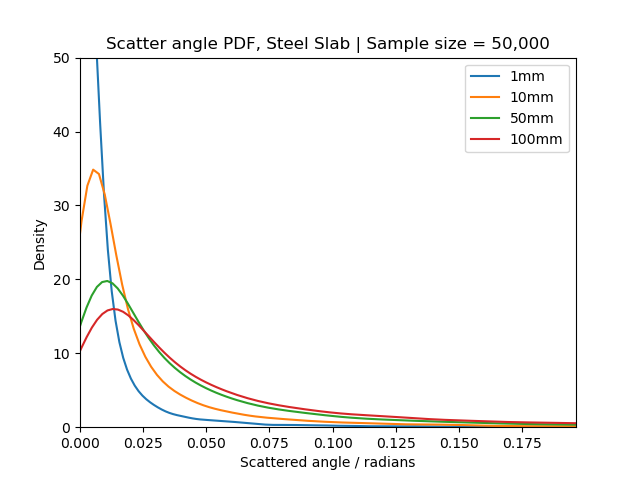 Scatter angle PDF, Steel Slab | Sample size = 50,000
1mm
10mm
50mm
100mm
50
40
30
20
10
0
Density
0.000 0.025 0.050 0.075 0.100 0.125 0.150 0.175
Scattered angle / radians